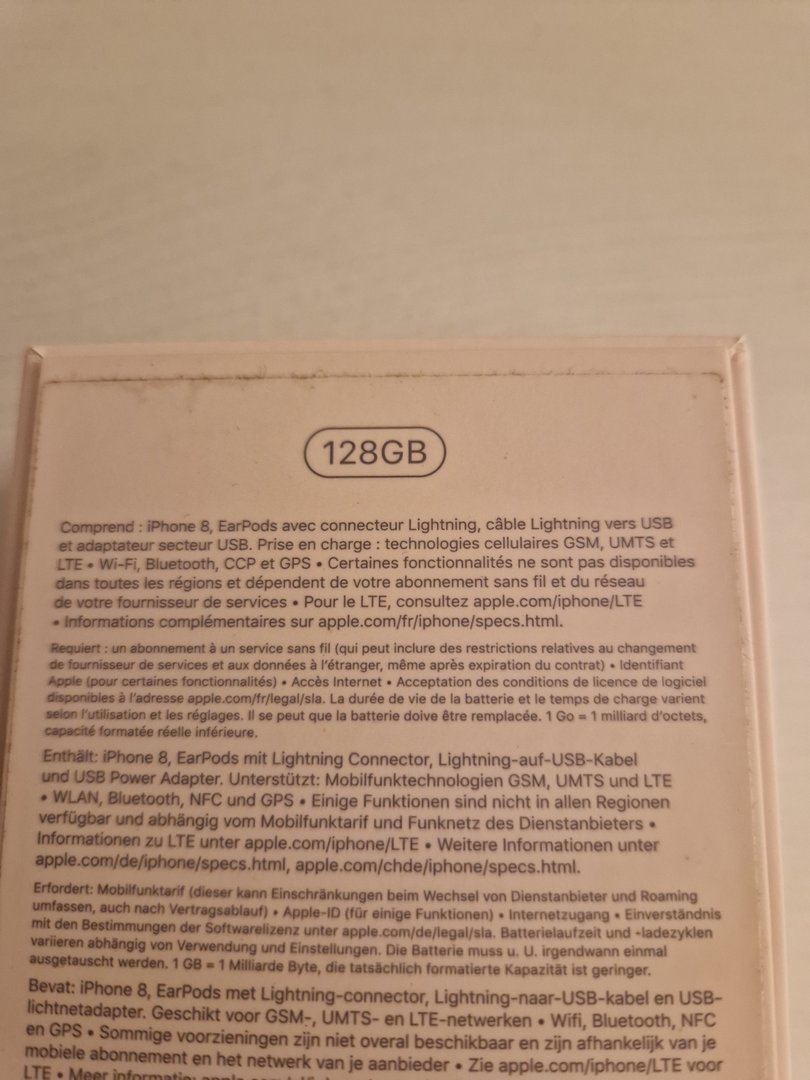 128GB
Comprend : iPhone 8, EarPods avec connecteur Lightning, câble Lightning vers USB
et adaptateur secteur USB. Prise en charge : technologies cellulaires GSM, UMTS et
LTE • Wi-Fi, Bluetooth, CCP et GPS • Certaines fonctionnalités ne sont pas disponibles
dans toutes les régions et dépendent de votre abonnement sans fil et du réseau
de votre fournisseur de services • Pour le LTE, consultez apple.com/iphone/LTE
• Informations complémentaires sur apple.com/fr/iphone/specs.html.
Requiert : un abonnement à un service sans fil (qui peut inclure des restrictions relatives au changement
de fournisseur de services et aux données à l'étranger, même après expiration du contrat) • Identifiant
Apple (pour certaines fonctionnalités) • Accès Internet • Acceptation des conditions de licence de logiciel
disponibles à l'adresse apple.com/fr/legal/sla. La durée de vie de la batterie et le temps de charge varient
selon l'utilisation et les réglages. Il se peut que la batterie doive être remplacée. 1 Go = 1 milliard d'octets,
capacité formatée réelle inférieure.
Enthält: iPhone 8, EarPods mit Lightning Connector, Lightning-auf-USB-Kabel
und USB Power Adapter. Unterstützt: Mobilfunktechnologien GSM, UMTS und LTE
• WLAN, Bluetooth, NFC und GPS • Einige Funktionen sind nicht in allen Regionen
verfügbar und abhängig vom Mobilfunktarif und Funknetz des Dienstanbieters •
Informationen zu LTE unter apple.com/iphone/LTE • Weitere Informationen unter
apple.com/de/iphone/specs.html, apple.com/chde/iphone/specs.html.
Erfordert: Mobilfunktarif (dieser kann Einschränkungen beim Wechsel von Dienstanbieter und Roaming
umfassen, auch nach Vertragsablauf) • Apple-ID (für einige Funktionen) • Internetzugang • Einverständnis
mit den Bestimmungen der Softwarelizenz unter apple.com/de/legal/sla. Batterielaufzeit und -ladezyklen
variieren abhängig von Verwendung und Einstellungen. Die Batterie muss u. U. irgendwann einmal
ausgetauscht werden. 1 GB = 1 Milliarde Byte, die tatsächlich formatierte Kapazität ist geringer.
Bevat: iPhone 8, EarPods met Lightning-connector, Lightning-naar-USB-kabel en USB-
lichtnetadapter. Geschikt voor GSM-, UMTS- en LTE-netwerken • Wifi, Bluetooth, NFC
en GPS • Sommige voorzieningen zijn niet overal beschikbaar en zijn afhankelijk van je
mobiele abonnement en het netwerk van je aanbieder • Zie apple.com/iphone/LTE voor
LTE • Meer informatie: